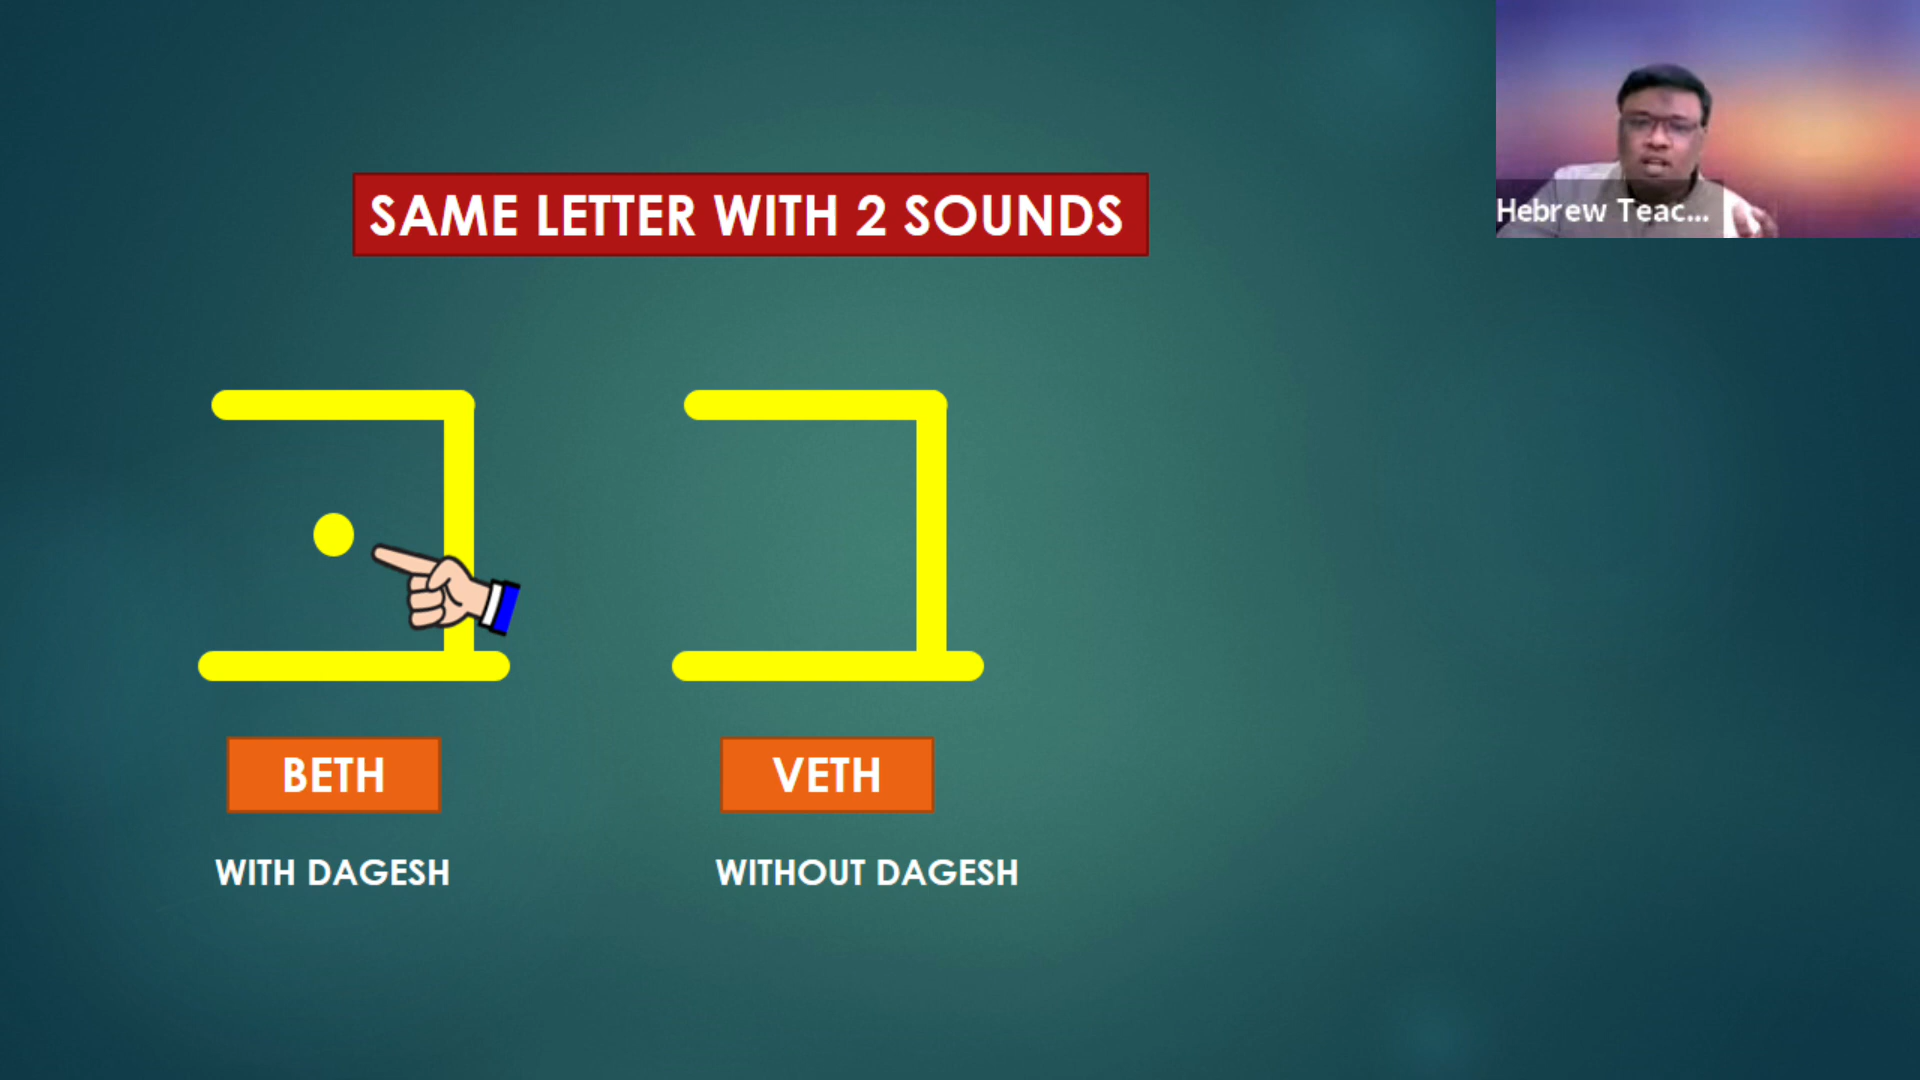 SAME LETTER WITH 2 SOUNDS
Hebrew Teac...
בּ
ב
BETH
VETH
WITH DAGESH
WITHOUT DAGESH